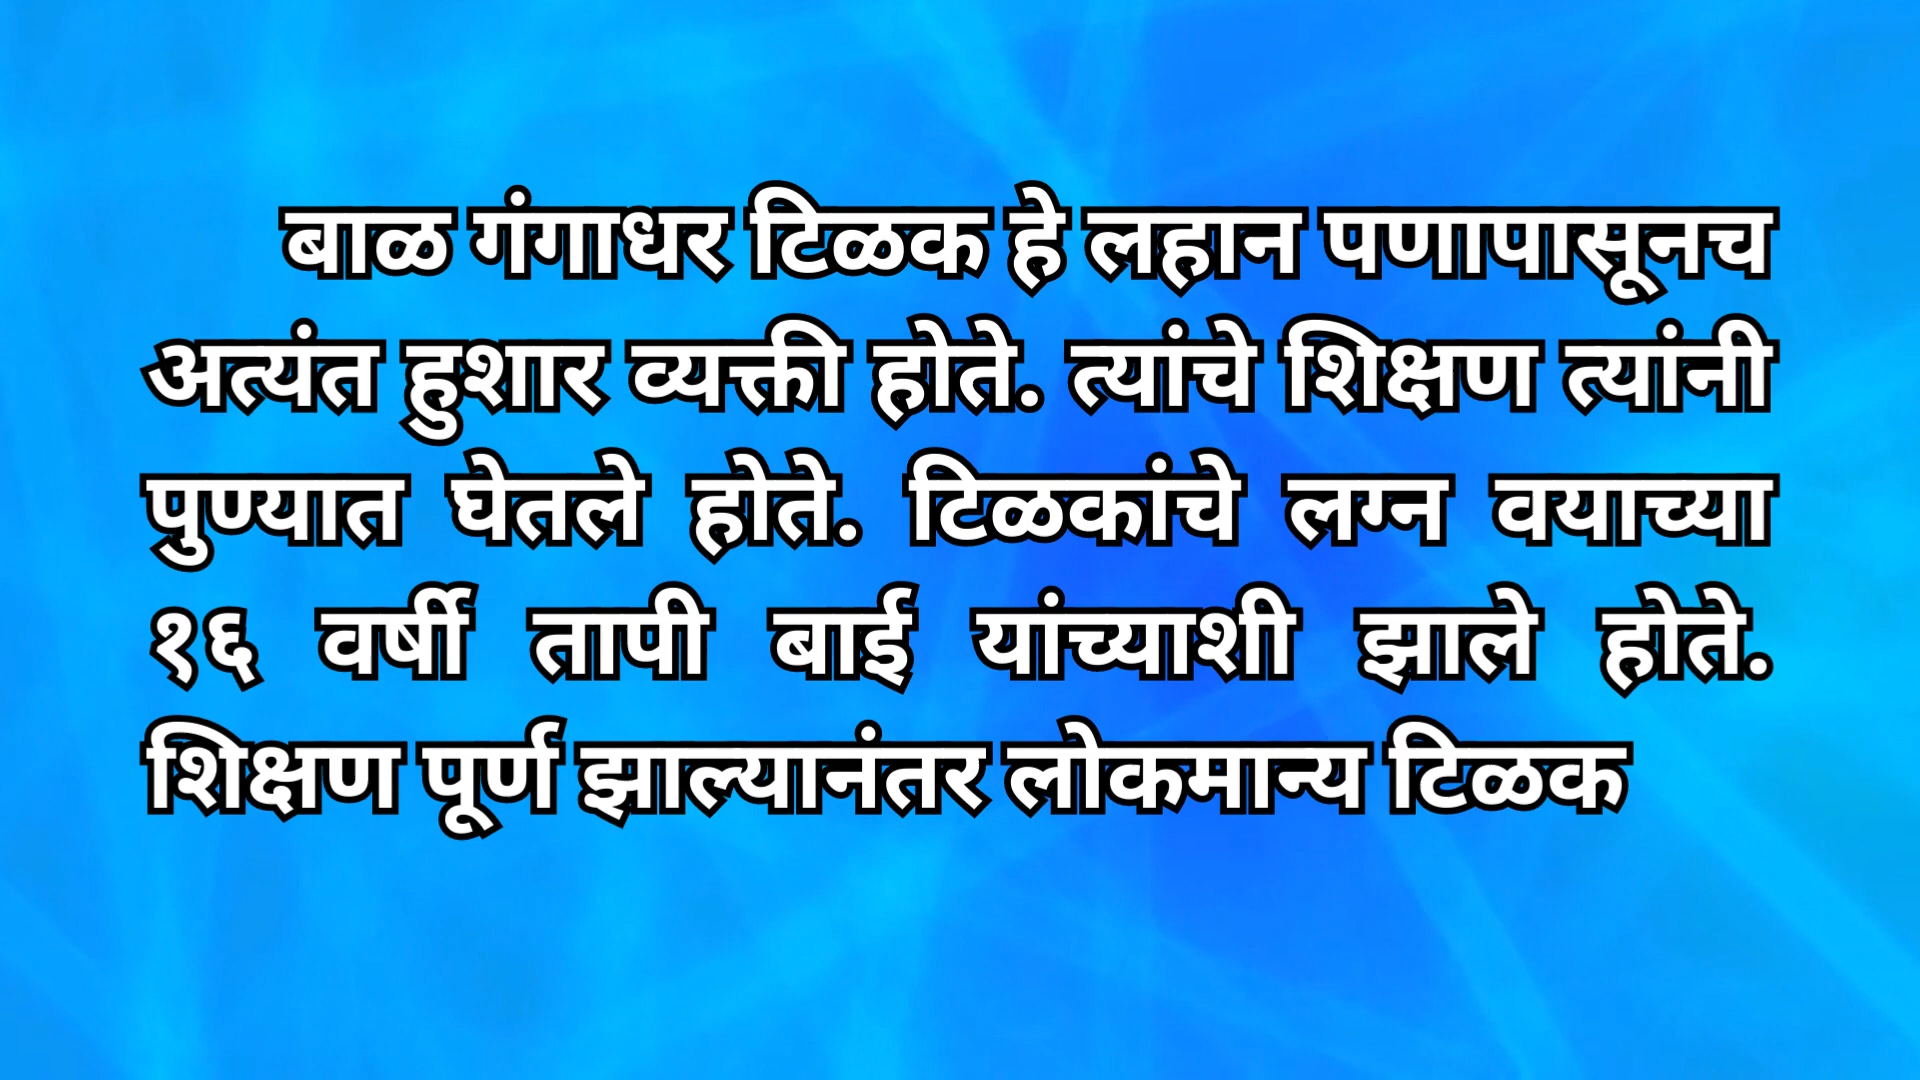 बाळ गंगाधर टिळक हे लहान पणापासूनच
अत्यंत हुशार व्यक्ती होते. त्यांचे शिक्षण त्यांनी
पुण्यात घेतले होते. टिळकांचे लग्न वयाच्या
१६ वर्षी तापी बाई यांच्याशी झाले होते.
शिक्षण पूर्ण झाल्यानंतर लोकमान्य टिळक